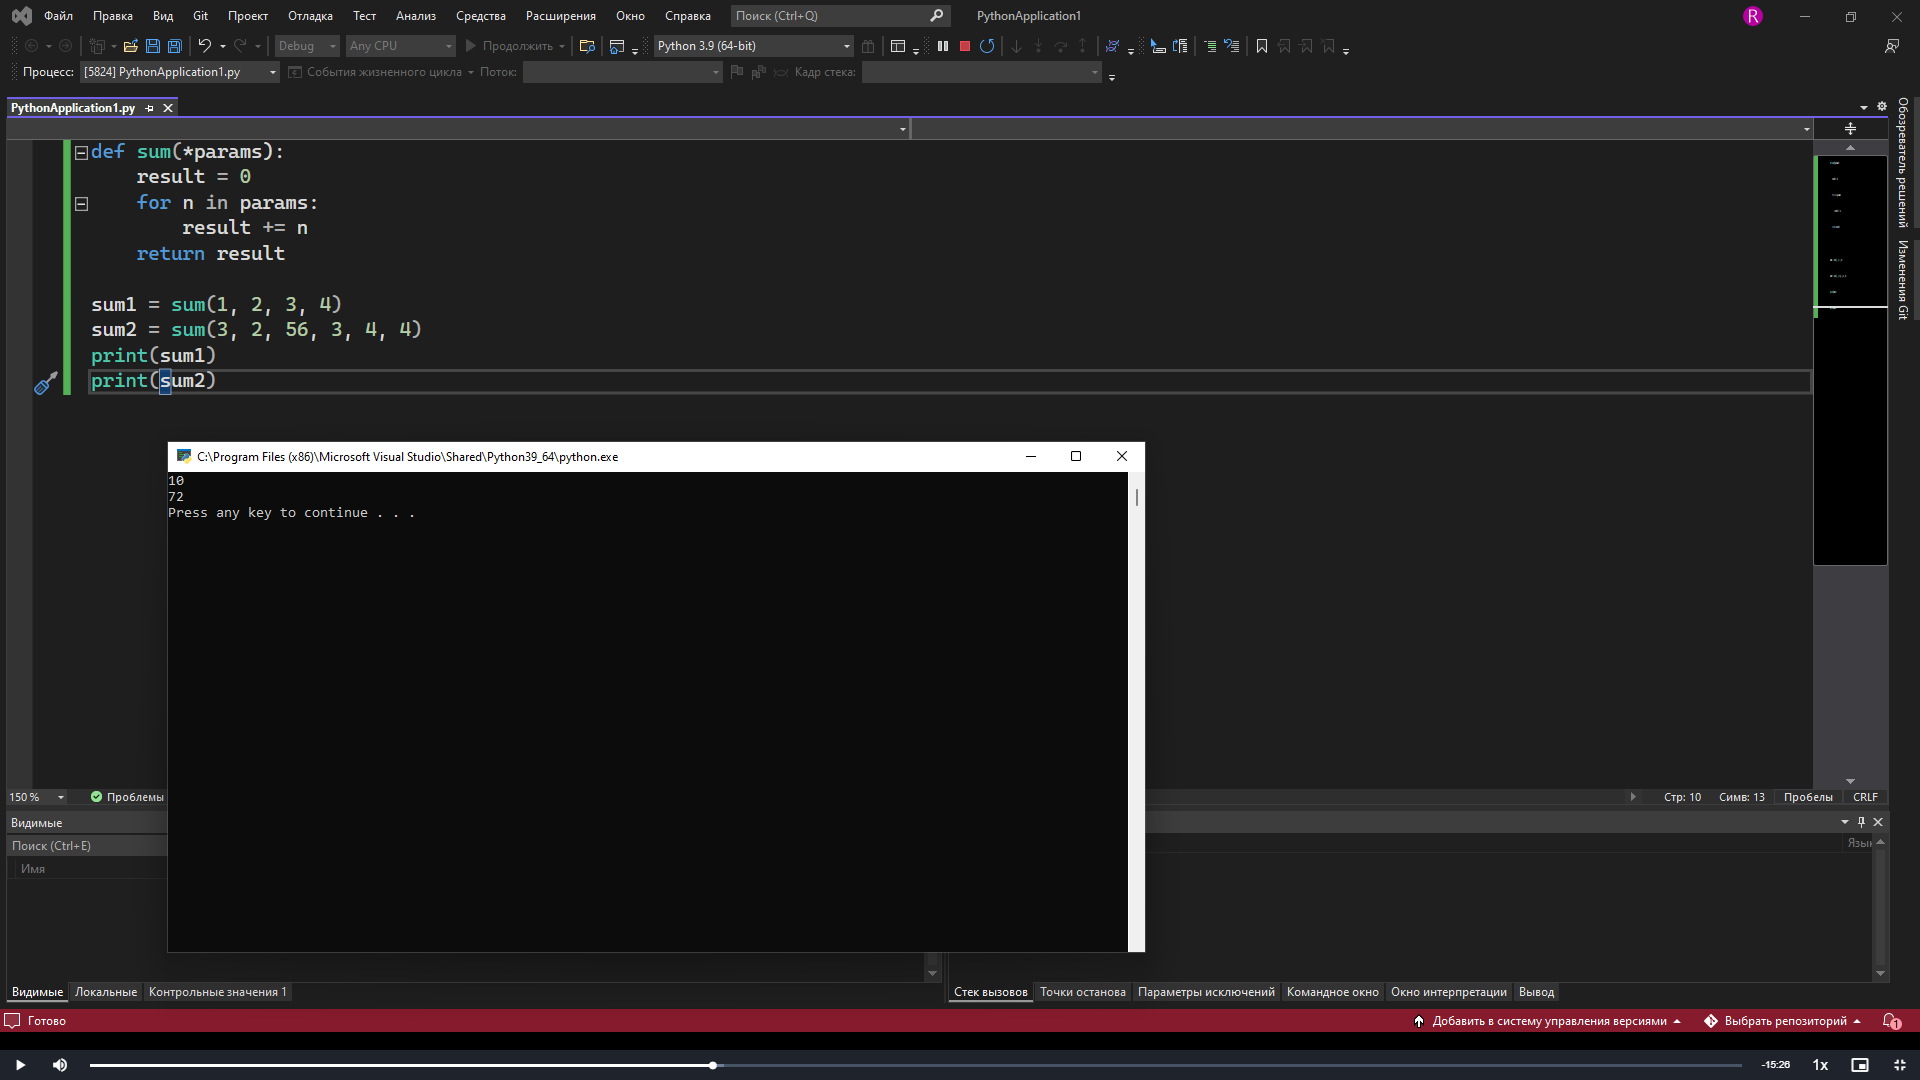 Файл Правка Вид Git Проект Отладка Тест Анализ Средства Расширения Окно Справка Поиск (Ctrl+Q) PythonApplication1 R
Debug Any CPU Продолжить Python 3.9 (64-bit)
Процесс: [5824] PythonApplication1.py События жизненного цикла Поток: Кадр стека:
PythonApplication1.py
Обозреватель решений
Изменения Git
def sum(*params):
result = 0
for n in params:
result += n
return result
sum1 = sum(1, 2, 3, 4)
sum2 = sum(3, 2, 56, 3, 4, 4)
print(sum1)
print(sum2)
C:\Program Files (x86)\Microsoft Visual Studio\Shared\Python39_64\python.exe
10
72
Press any key to continue . . .
150 % Проблемы Стр: 10 Симв: 13 Пробелы CRLF
Видимые
Поиск (Ctrl+E)
Имя
Язык
Видимые Локальные Контрольные значения 1
Стек вызовов Точки останова Параметры исключений Командное окно Окно интерпретации Вывод
Готово Добавить в систему управления версиями Выбрать репозиторий 1
-15:26 1x